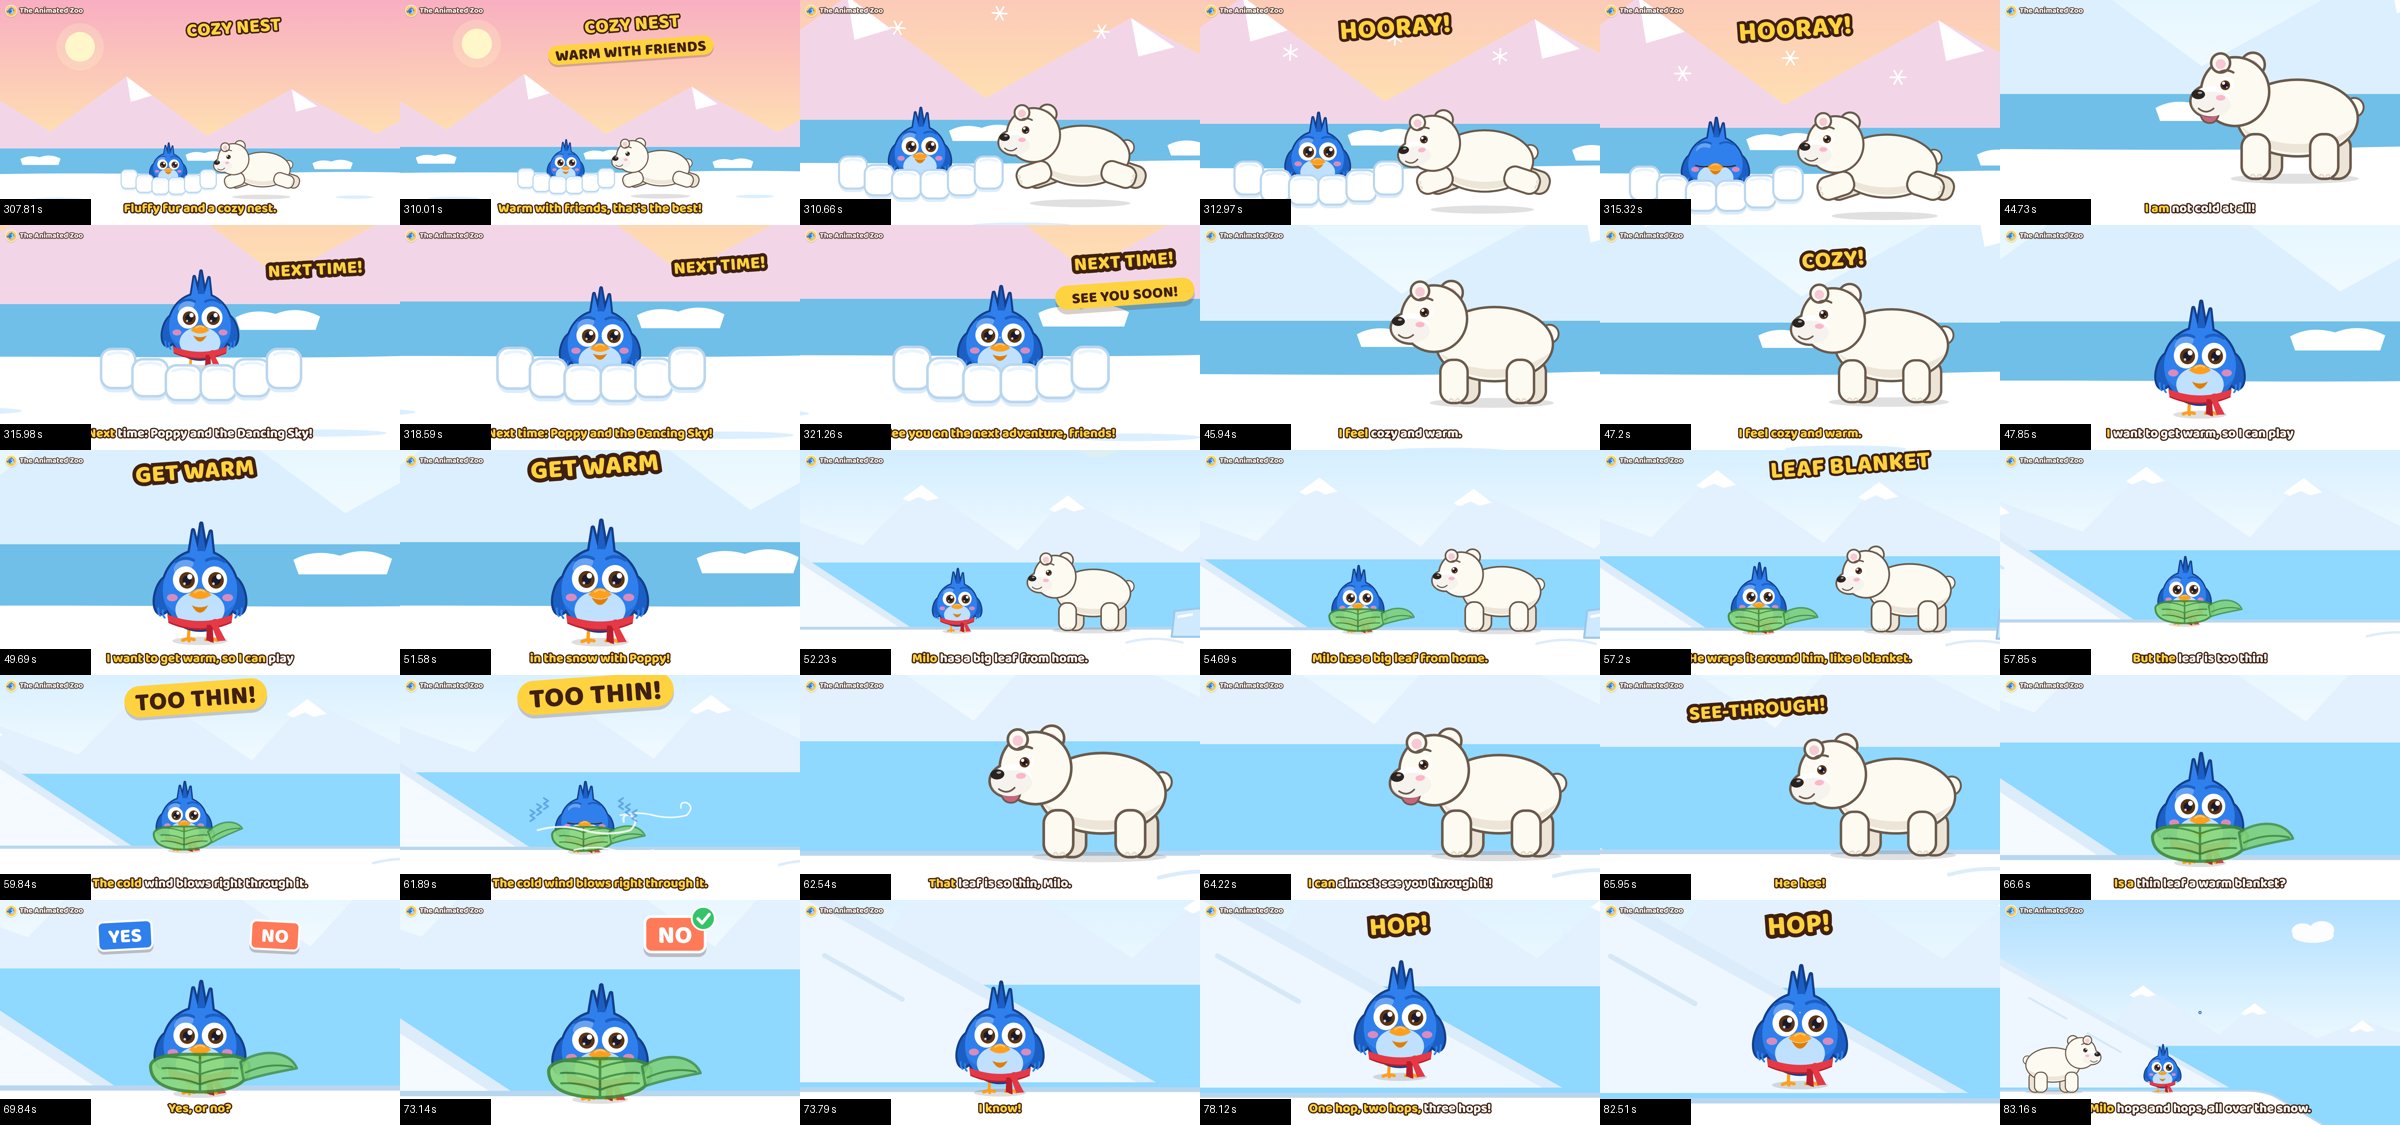 The Animated Zoo
COZY NEST
307.81 s
Fluffy fur and a cozy nest.
The Animated Zoo
COZY NEST
WARM WITH FRIENDS
310.01 s
Warm with friends, that's the best!
The Animated Zoo
310.66 s
The Animated Zoo
HOORAY!
312.97 s
The Animated Zoo
HOORAY!
315.32 s
The Animated Zoo
44.73 s
I am not cold at all!
The Animated Zoo
NEXT TIME!
315.98 s
Next time: Poppy and the Dancing Sky!
The Animated Zoo
NEXT TIME!
318.59 s
Next time: Poppy and the Dancing Sky!
The Animated Zoo
NEXT TIME!
SEE YOU SOON!
321.26 s
ee you on the next adventure, friends!
The Animated Zoo
45.94 s
I feel cozy and warm.
The Animated Zoo
COZY!
47.2 s
I feel cozy and warm.
The Animated Zoo
47.85 s
I want to get warm, so I can play
The Animated Zoo
GET WARM
49.69 s
I want to get warm, so I can play
The Animated Zoo
GET WARM
51.58 s
in the snow with Poppy!
The Animated Zoo
52.23 s
Milo has a big leaf from home.
The Animated Zoo
54.69 s
Milo has a big leaf from home.
The Animated Zoo
LEAF BLANKET
57.2 s
He wraps it around him, like a blanket.
The Animated Zoo
57.85 s
But the leaf is too thin!
The Animated Zoo
TOO THIN!
59.84 s
The cold wind blows right through it.
The Animated Zoo
TOO THIN!
61.89 s
The cold wind blows right through it.
The Animated Zoo
62.54 s
That leaf is so thin, Milo.
The Animated Zoo
64.22 s
I can almost see you through it!
The Animated Zoo
SEE-THROUGH!
65.95 s
Hee hee!
The Animated Zoo
66.6 s
Is a thin leaf a warm blanket?
The Animated Zoo
YES
NO
69.84 s
Yes, or no?
The Animated Zoo
NO
73.14 s
The Animated Zoo
73.79 s
I know!
The Animated Zoo
HOP!
78.12 s
One hop, two hops, three hops!
The Animated Zoo
HOP!
82.51 s
The Animated Zoo
83.16 s
Milo hops and hops, all over the snow.